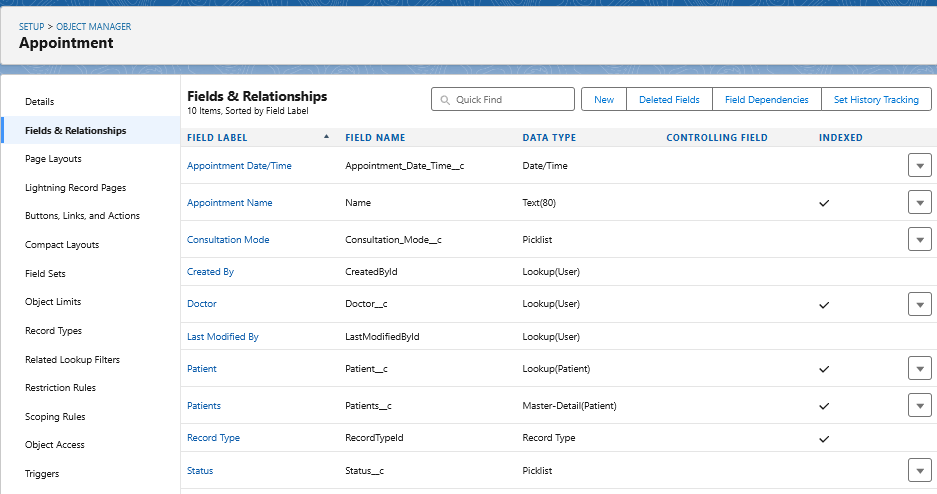 SETUP > OBJECT MANAGER
Appointment
Details
Fields & Relationships
Page Layouts
Lightning Record Pages
Buttons, Links, and Actions
Compact Layouts
Field Sets
Object Limits
Record Types
Related Lookup Filters
Restriction Rules
Scoping Rules
Object Access
Triggers
Fields & Relationships
10 Items, Sorted by Field Label
Quick Find
New Deleted Fields Field Dependencies Set History Tracking
FIELD LABEL FIELD NAME DATA TYPE CONTROLLING FIELD INDEXED
Appointment Date/Time Appointment_Date_Time__c Date/Time
Appointment Name Name Text(80)
Consultation Mode Consultation_Mode__c Picklist
Created By CreatedById Lookup(User)
Doctor Doctor__c Lookup(User)
Last Modified By LastModifiedById Lookup(User)
Patient Patient__c Lookup(Patient)
Patients Patients__c Master-Detail(Patient)
Record Type RecordTypeId Record Type
Status Status__c Picklist